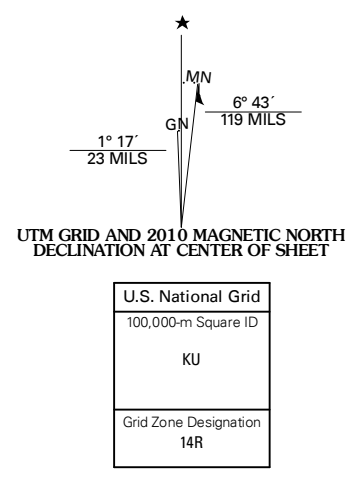 ★
MN
GN
6° 43´
119 MILS
1° 17´
23 MILS
UTM GRID AND 2010 MAGNETIC NORTH
DECLINATION AT CENTER OF SHEET
U.S. National Grid
100,000-m Square ID
KU
Grid Zone Designation
14R